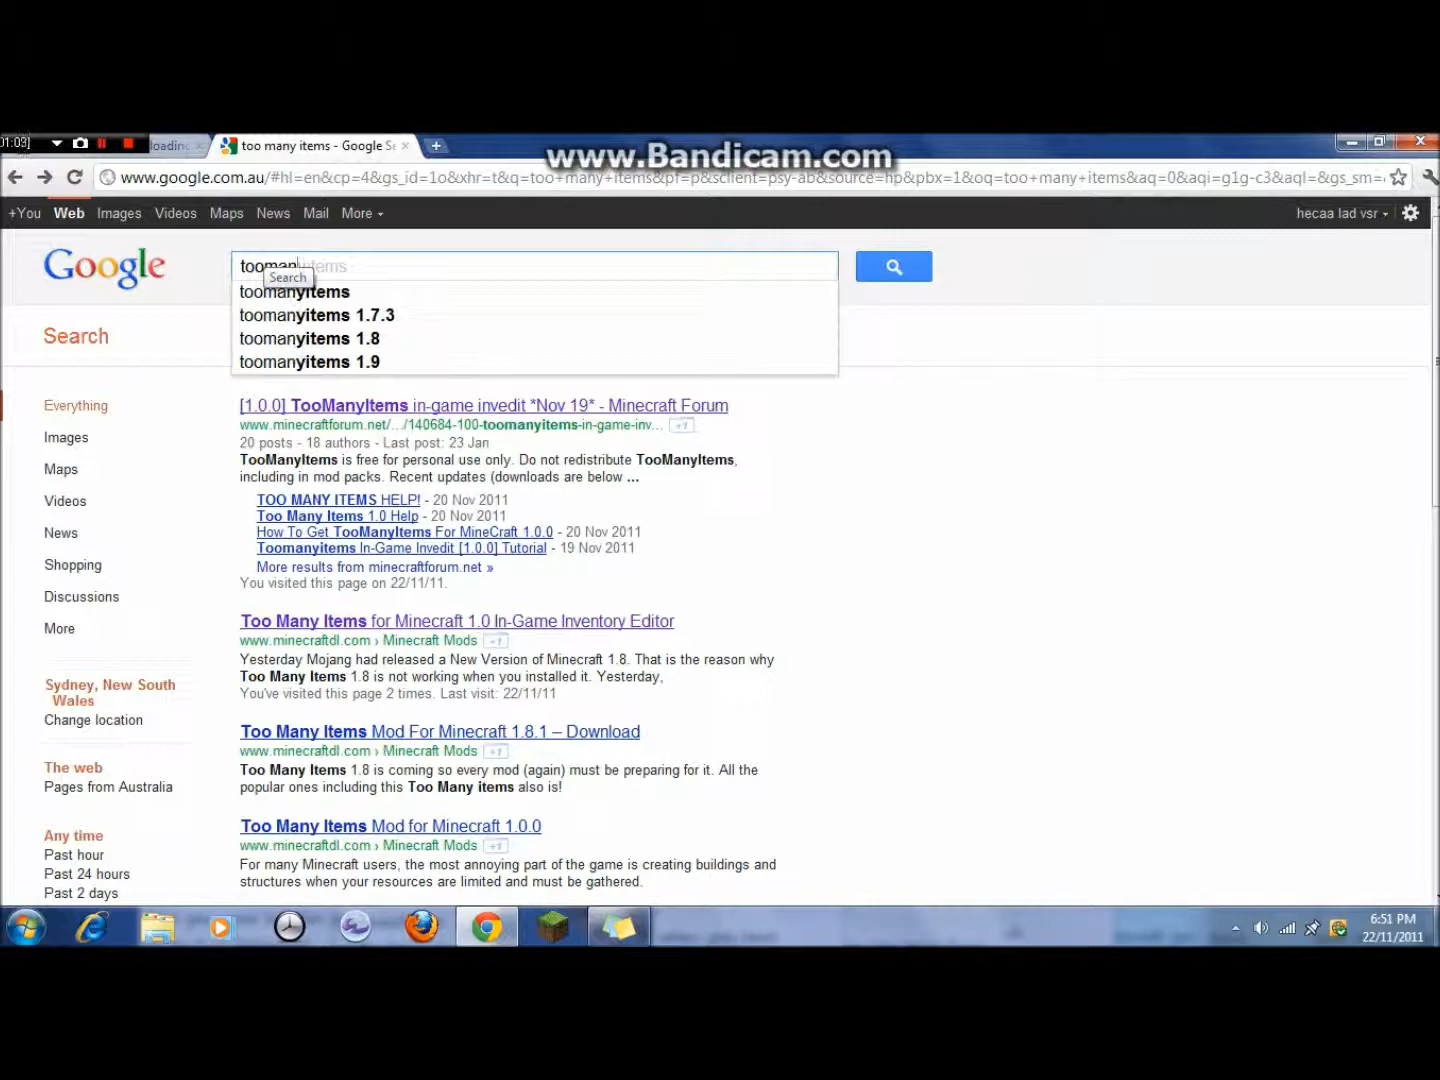 01:03]
loading
too many items - Google Se
www.Bandicam.com
www.google.com.au/#hl=en&cp=4&gs_id=1o&xhr=t&q=too+many+items&pf=p&sclient=psy-ab&source=hp&pbx=1&oq=too+many+items&aq=0&aqi=g1g-c3&aql=&gs_sm=
+You Web Images Videos Maps News Mail More
hecaa lad vsr
Google
toomanyitems
Search
toomanyitems
toomanyitems 1.7.3
toomanyitems 1.8
toomanyitems 1.9
Search
Everything
Images
Maps
Videos
News
Shopping
Discussions
More
Sydney, New South
Wales
Change location
The web
Pages from Australia
Any time
Past hour
Past 24 hours
Past 2 days
[1.0.0] TooManyItems in-game invedit *Nov 19* - Minecraft Forum
www.minecraftforum.net/.../140684-100-toomanyitems-in-game-inv... +1
20 posts - 18 authors - Last post: 23 Jan
TooManyItems is free for personal use only. Do not redistribute TooManyItems,
including in mod packs. Recent updates (downloads are below ...
TOO MANY ITEMS HELP! - 20 Nov 2011
Too Many Items 1.0 Help - 20 Nov 2011
How To Get TooManyItems For MineCraft 1.0.0 - 20 Nov 2011
Toomanyitems In-Game Invedit [1.0.0] Tutorial - 19 Nov 2011
More results from minecraftforum.net »
You visited this page on 22/11/11.
Too Many Items for Minecraft 1.0 In-Game Inventory Editor
www.minecraftdl.com › Minecraft Mods +1
Yesterday Mojang had released a New Version of Minecraft 1.8. That is the reason why
Too Many Items 1.8 is not working when you installed it. Yesterday,
You've visited this page 2 times. Last visit: 22/11/11
Too Many Items Mod For Minecraft 1.8.1 – Download
www.minecraftdl.com › Minecraft Mods +1
Too Many Items 1.8 is coming so every mod (again) must be preparing for it. All the
popular ones including this Too Many items also is!
Too Many Items Mod for Minecraft 1.0.0
www.minecraftdl.com › Minecraft Mods +1
For many Minecraft users, the most annoying part of the game is creating buildings and
structures when your resources are limited and must be gathered.
6:51 PM
22/11/2011